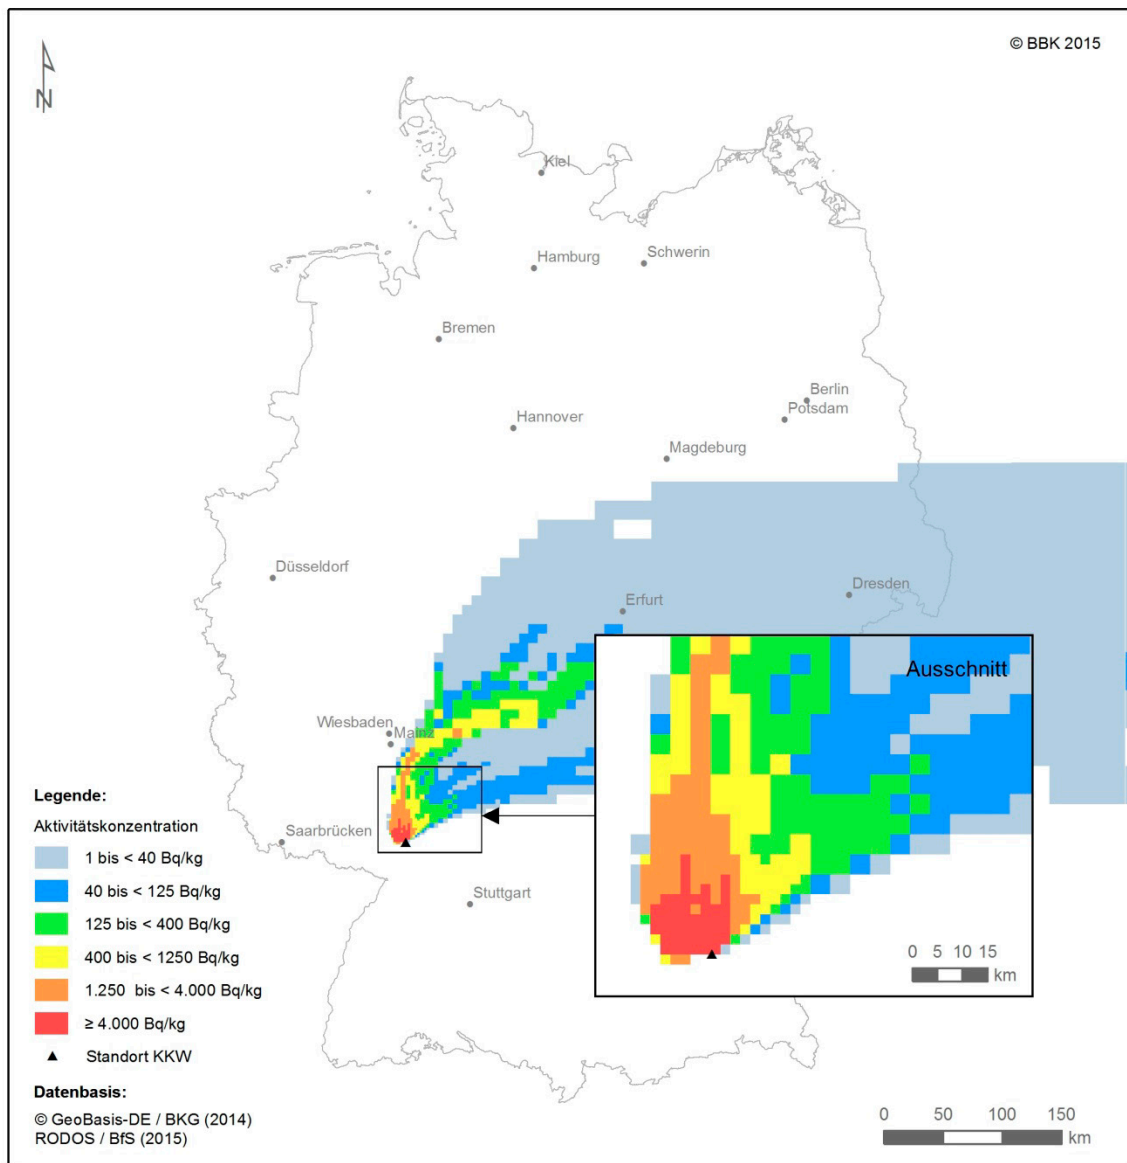 © BBK 2015
N
Kiel
Hamburg
Schwerin
Bremen
Berlin
Potsdam
Hannover
Magdeburg
Düsseldorf
Erfurt
Dresden
Ausschnitt
Wiesbaden
Mainz
Saarbrücken
Stuttgart
0 5 10 15
km
Legende:
Aktivitätskonzentration
1 bis < 40 Bq/kg
40 bis < 125 Bq/kg
125 bis < 400 Bq/kg
400 bis < 1250 Bq/kg
1.250 bis < 4.000 Bq/kg
≥ 4.000 Bq/kg
Standort KKW
Datenbasis:
© GeoBasis-DE / BKG (2014)
RODOS / BfS (2015)
0 50 100 150
km